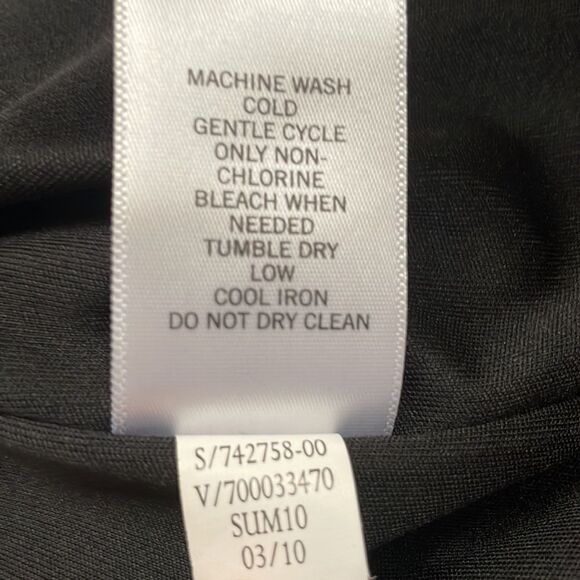 MACHINE WASH
COLD
GENTLE CYCLE
ONLY NON-
CHLORINE
BLEACH WHEN
NEEDED
TUMBLE DRY
LOW
COOL IRON
DO NOT DRY CLEAN
S/742758-00
V/700033470
SUM10
03/10